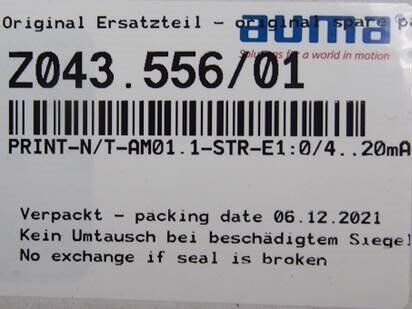 Original Ersatzteil - original spare pa
auma
Solutions for a world in motion
Z043.556/01
PRINT-N/T-AM01.1-STR-E1:0/4..20mA
Verpackt - packing date 06.12.2021
Kein Umtausch bei beschädigtem Siegel
No exchange if seal is broken